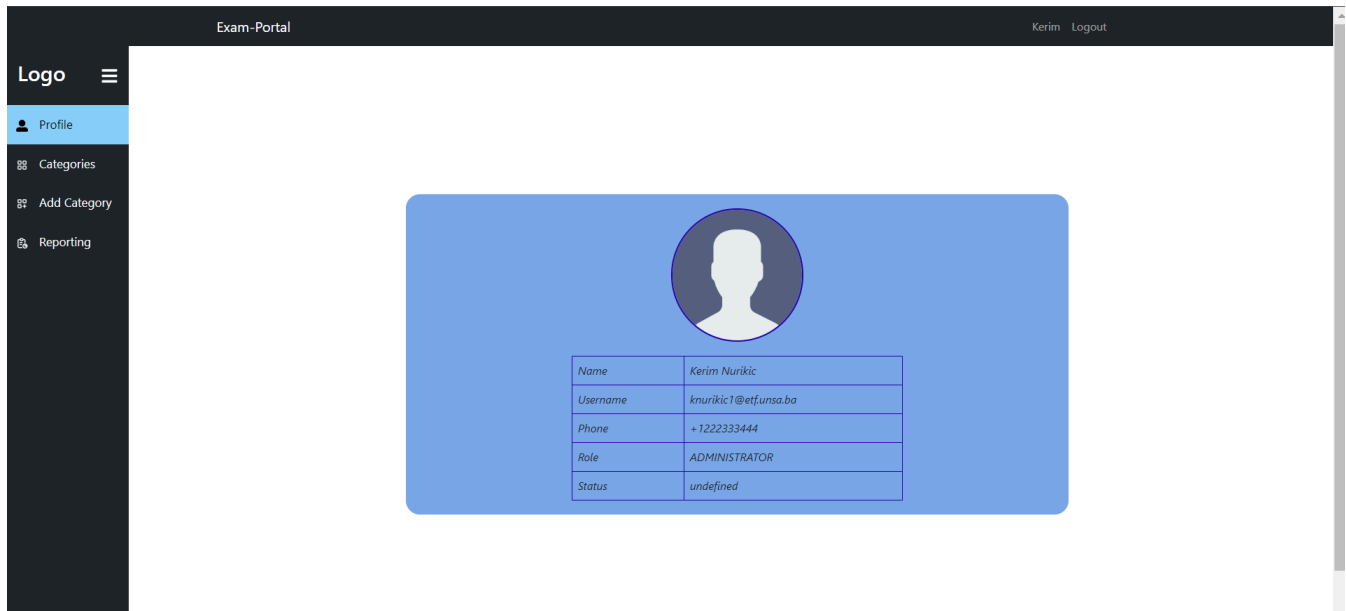 Exam-Portal Kerim Logout
Logo
Profile
Categories
Add Category
Reporting
Name Kerim Nurikic
Username knurikic1@etf.unsa.ba
Phone +1222333444
Role ADMINISTRATOR
Status undefined